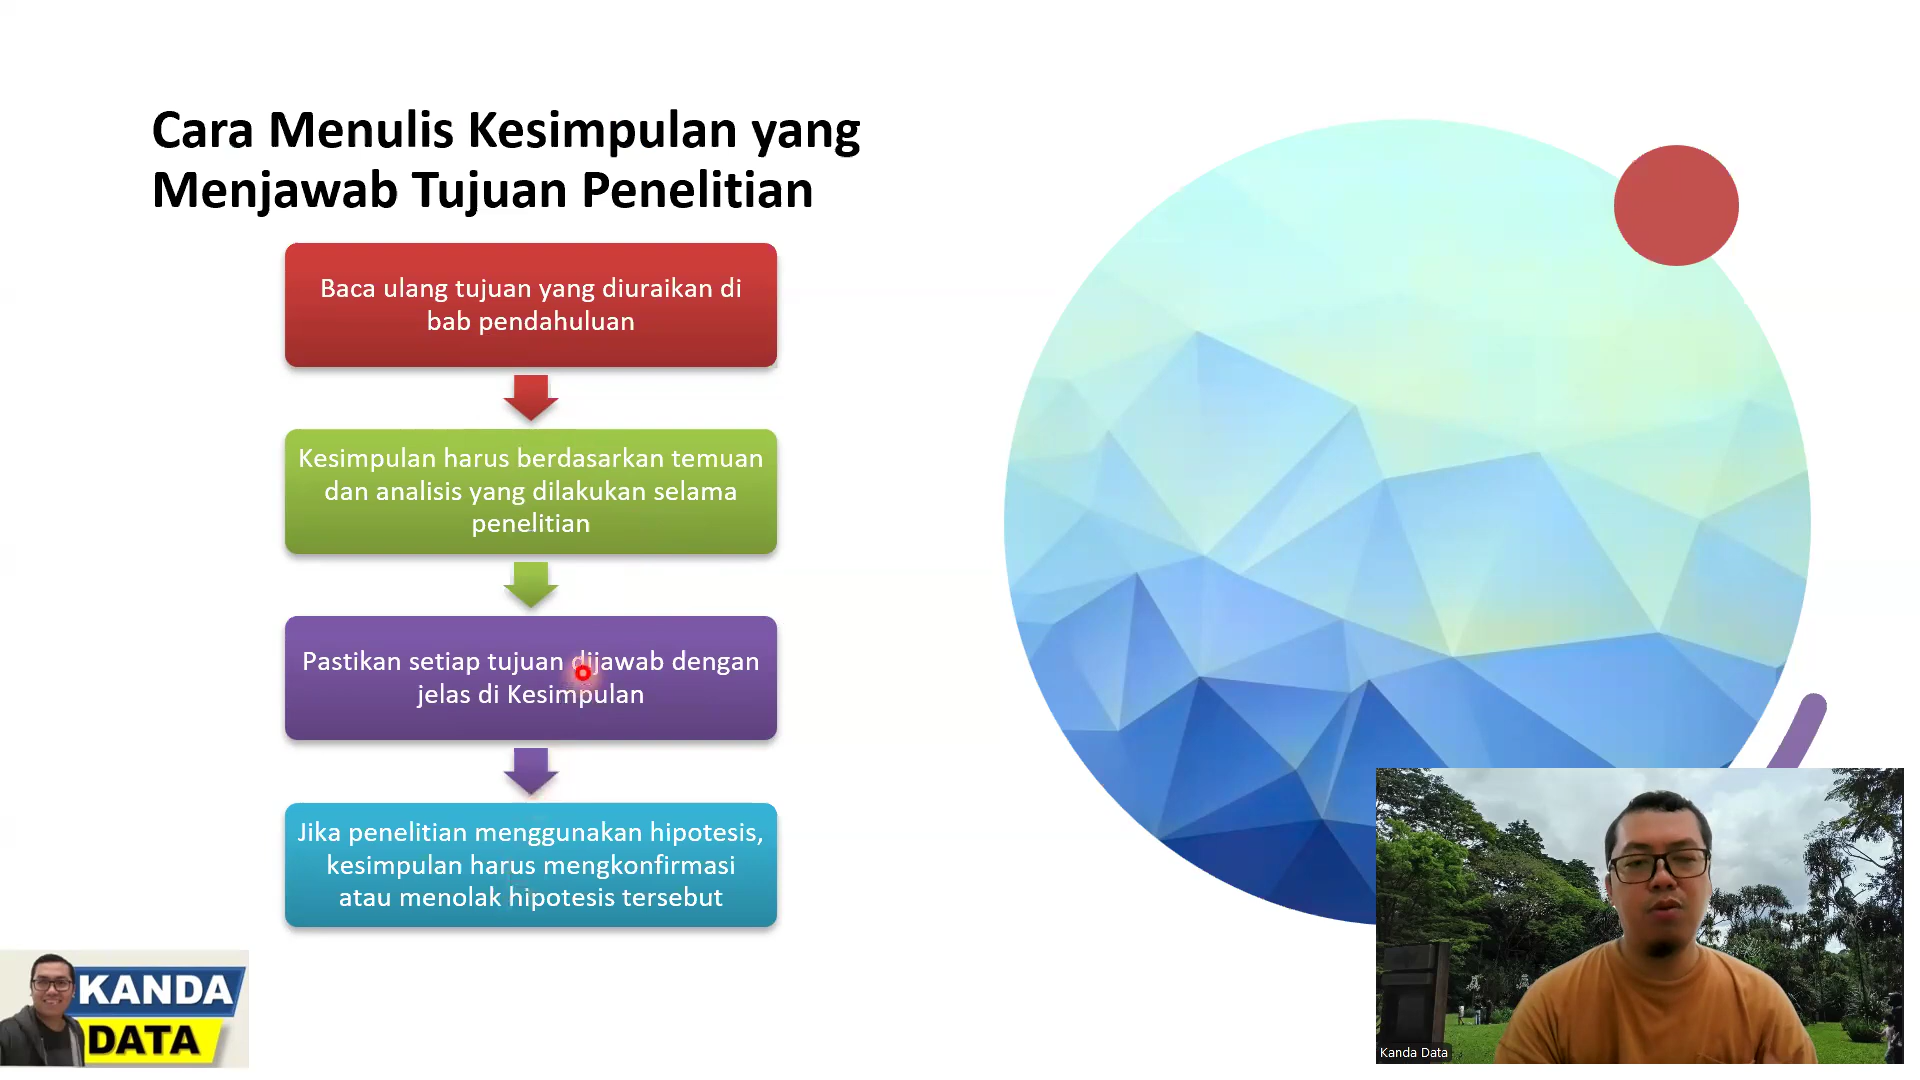 Cara Menulis Kesimpulan yang
Menjawab Tujuan Penelitian
Baca ulang tujuan yang diuraikan di
bab pendahuluan
Kesimpulan harus berdasarkan temuan
dan analisis yang dilakukan selama
penelitian
Pastikan setiap tujuan dijawab dengan
jelas di Kesimpulan
Jika penelitian menggunakan hipotesis,
kesimpulan harus mengkonfirmasi
atau menolak hipotesis tersebut
KANDA
DATA
Kanda Data